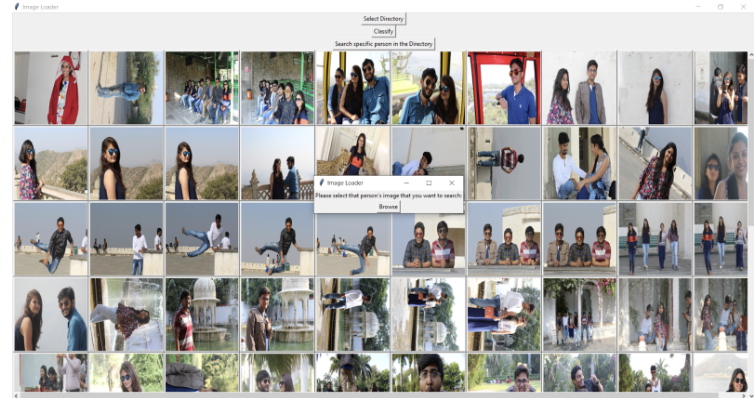 Image Loader
Select Directory
Classify
Search specific person in the Directory
Image Loader
Please select that person's image that you want to search:
Browse